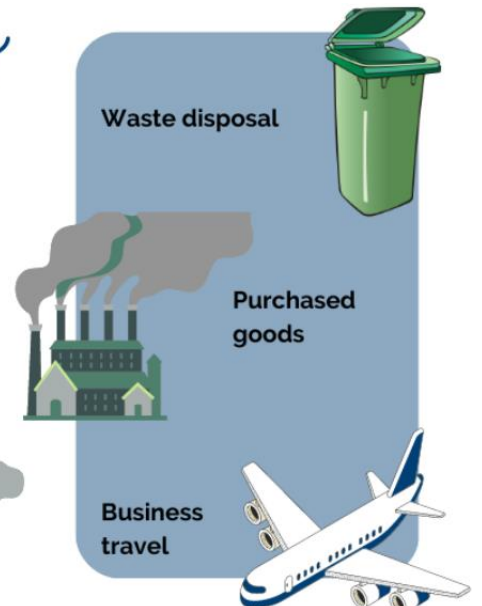 Waste disposal
Purchased
goods
Business
travel